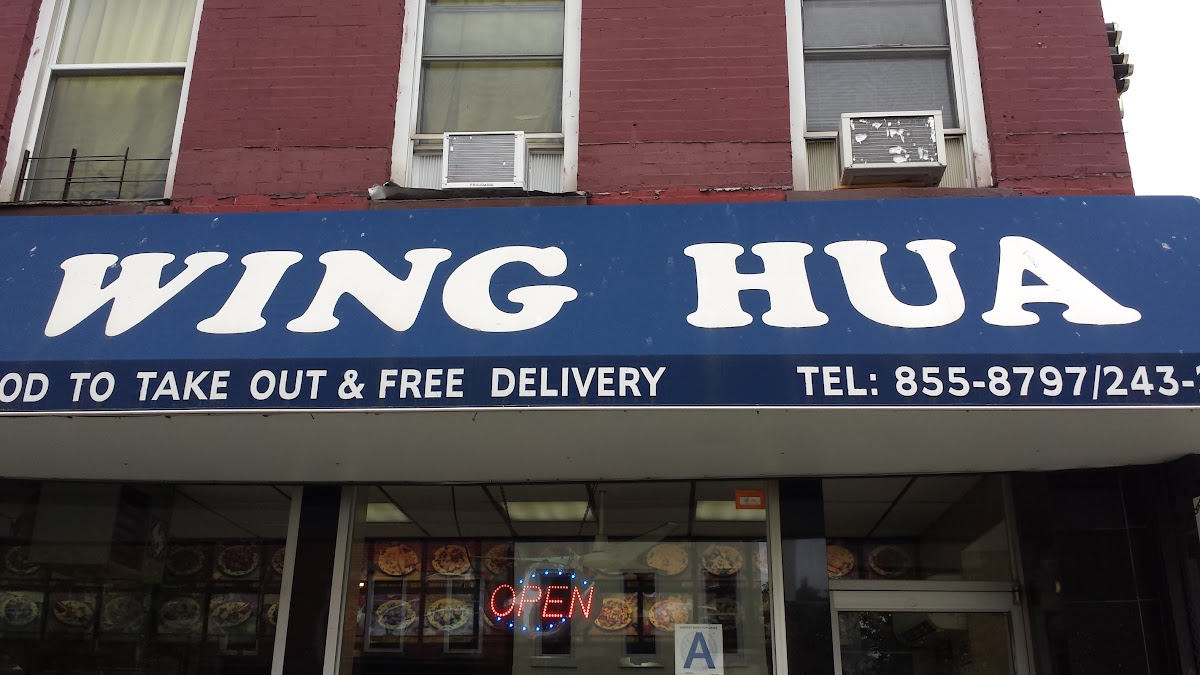 WING HUA
OD TO TAKE OUT & FREE DELIVERY TEL: 855-8797/243-
OPEN
A